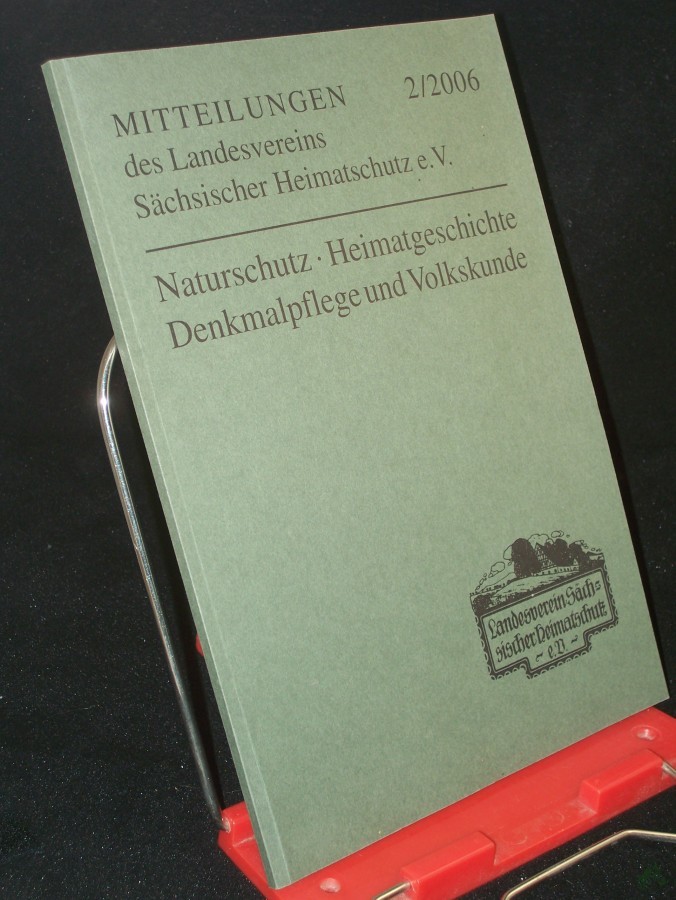 MITTEILUNGEN 2/2006
des Landesvereins
Sächsischer Heimatschutz e.V.
Naturschutz · Heimatgeschichte
Denkmalpflege und Volkskunde
Landesverein Säch-
sischer Heimatschutz
~ e.V. ~